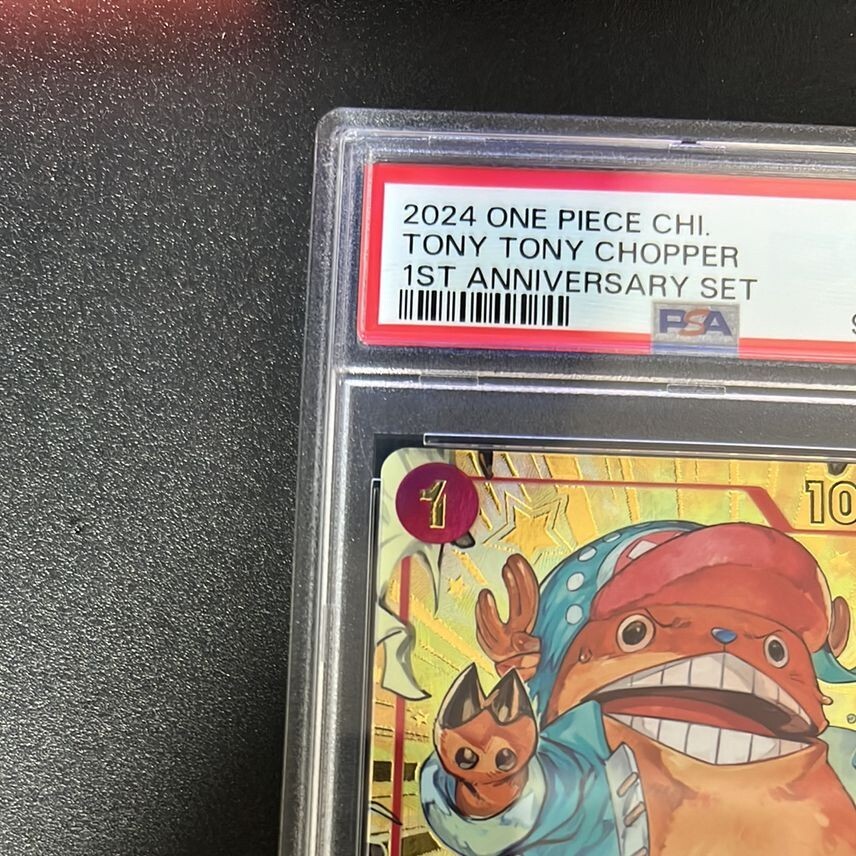 2024 ONE PIECE CHI.
TONY TONY CHOPPER
1ST ANNIVERSARY SET
PSA
1
10